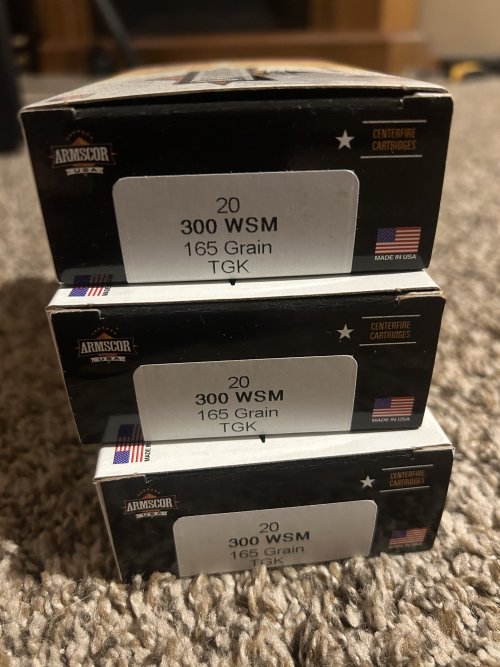 ARMSCOR
USA
CENTERFIRE
CARTRIDGES
20
300 WSM
165 Grain
TGK
MADE IN USA
ARMSCOR
USA
CENTERFIRE
CARTRIDGES
20
300 WSM
165 Grain
TGK
MADE IN USA
MADE
ARMSCOR
USA
CENTERFIRE
CARTRIDGES
20
300 WSM
165 Grain
TGK